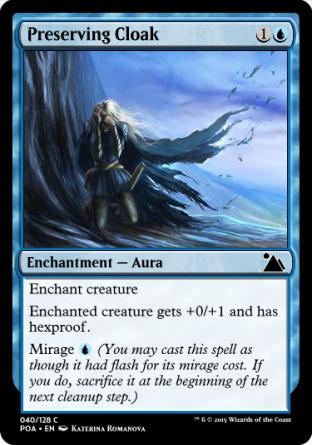 Preserving Cloak 1
Enchantment — Aura
Enchant creature
Enchanted creature gets +0/+1 and has
hexproof.
Mirage (You may cast this spell as
though it had flash for its mirage cost. If
you do, sacrifice it at the beginning of the
next cleanup step.)
040/128 C
POA • EN Katerina Romanova
™ & © 2015 Wizards of the Coast